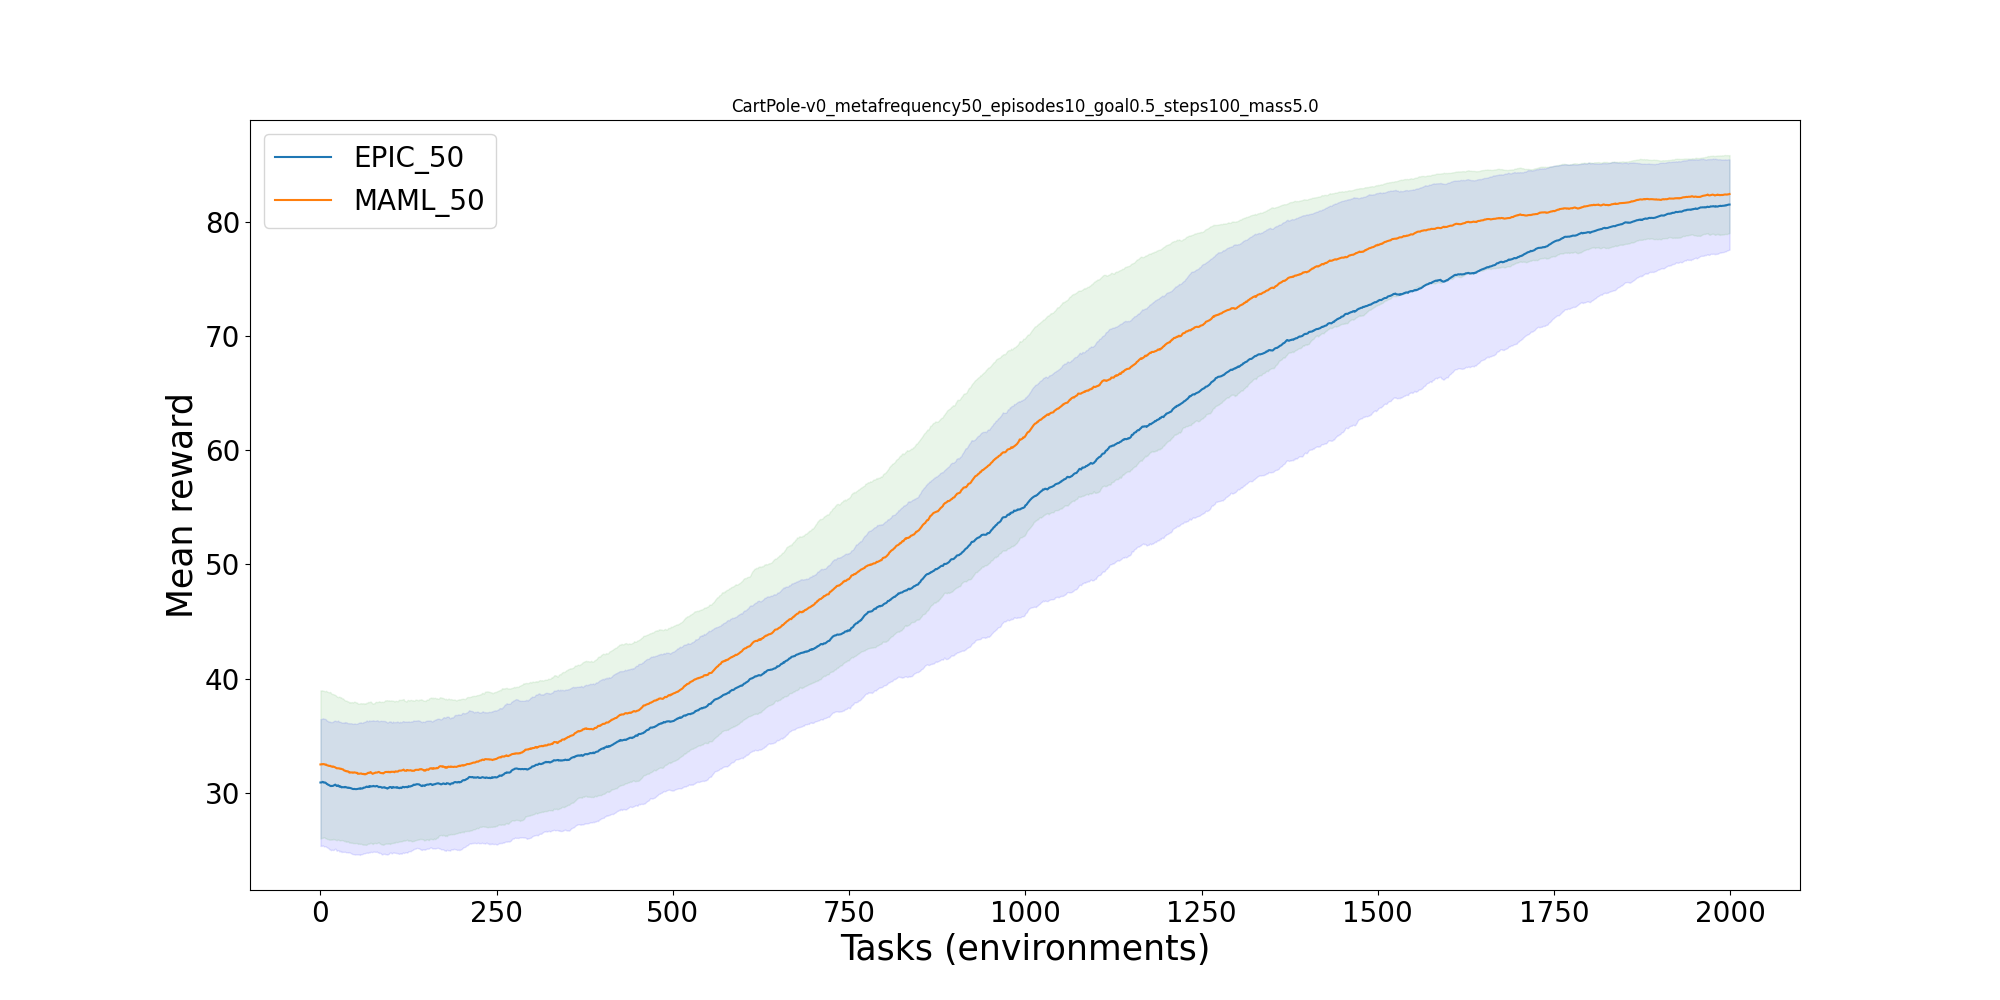 CartPole-v0_metafrequency50_episodes10_goal0.5_steps100_mass5.0
EPIC_50
MAML_50
80
70
60
50
40
30
Mean reward
0 250 500 750 1000 1250 1500 1750 2000
Tasks (environments)